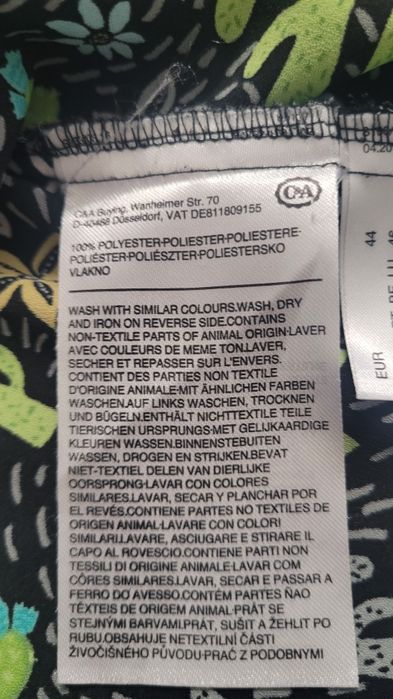 C&A Buying, Wanheimer Str. 70
D-40468 Düsseldorf, VAT DE811809155
C&A
100% POLYESTER·POLIESTER·POLIESTERE·
POLIÉSTER·POLIÉSZTER·POLIESTERSKO
VLAKNO
WASH WITH SIMILAR COLOURS.WASH, DRY
AND IRON ON REVERSE SIDE.CONTAINS
NON-TEXTILE PARTS OF ANIMAL ORIGIN·LAVER
AVEC COULEURS DE MEME TON.LAVER,
SECHER ET REPASSER SUR L'ENVERS.
CONTIENT DES PARTIES NON TEXTILE
D'ORIGINE ANIMALE·MIT ÄHNLICHEN FARBEN
WASCHEN.AUF LINKS WASCHEN, TROCKNEN
UND BÜGELN.ENTHÄLT NICHTTEXTILE TEILE
TIERISCHEN URSPRUNGS·MET GELIJKAARDIGE
KLEUREN WASSEN.BINNENSTEBUITEN
WASSEN, DROGEN EN STRIJKEN.BEVAT
NIET-TEXTIEL DELEN VAN DIERLIJKE
OORSPRONG·LAVAR CON COLORES
SIMILARES.LAVAR, SECAR Y PLANCHAR POR
EL REVÉS.CONTIENE PARTES NO TEXTILES DE
ORIGEN ANIMAL·LAVARE CON COLORI
SIMILARI.LAVARE, ASCIUGARE E STIRARE IL
CAPO AL ROVESCIO.CONTIENE PARTI NON
TESSILI DI ORIGINE ANIMALE·LAVAR COM
CÔRES SIMILARES.LAVAR, SECAR E PASSAR A
FERRO DO AVESSO.CONTÉM PARTES ÑAO
TÊXTEIS DE ORIGEM ANIMAL·PRÁT SE
STEJNÝMI BARVAMI.PRÁT, SUŠIT A ŽEHLIT PO
RUBU.OBSAHUJE NETEXTILNÍ ČÁSTI
ŽIVOČIŠNÉHO PŮVODU·PRAĆ Z PODOBNYMI
04.20
44
EUR